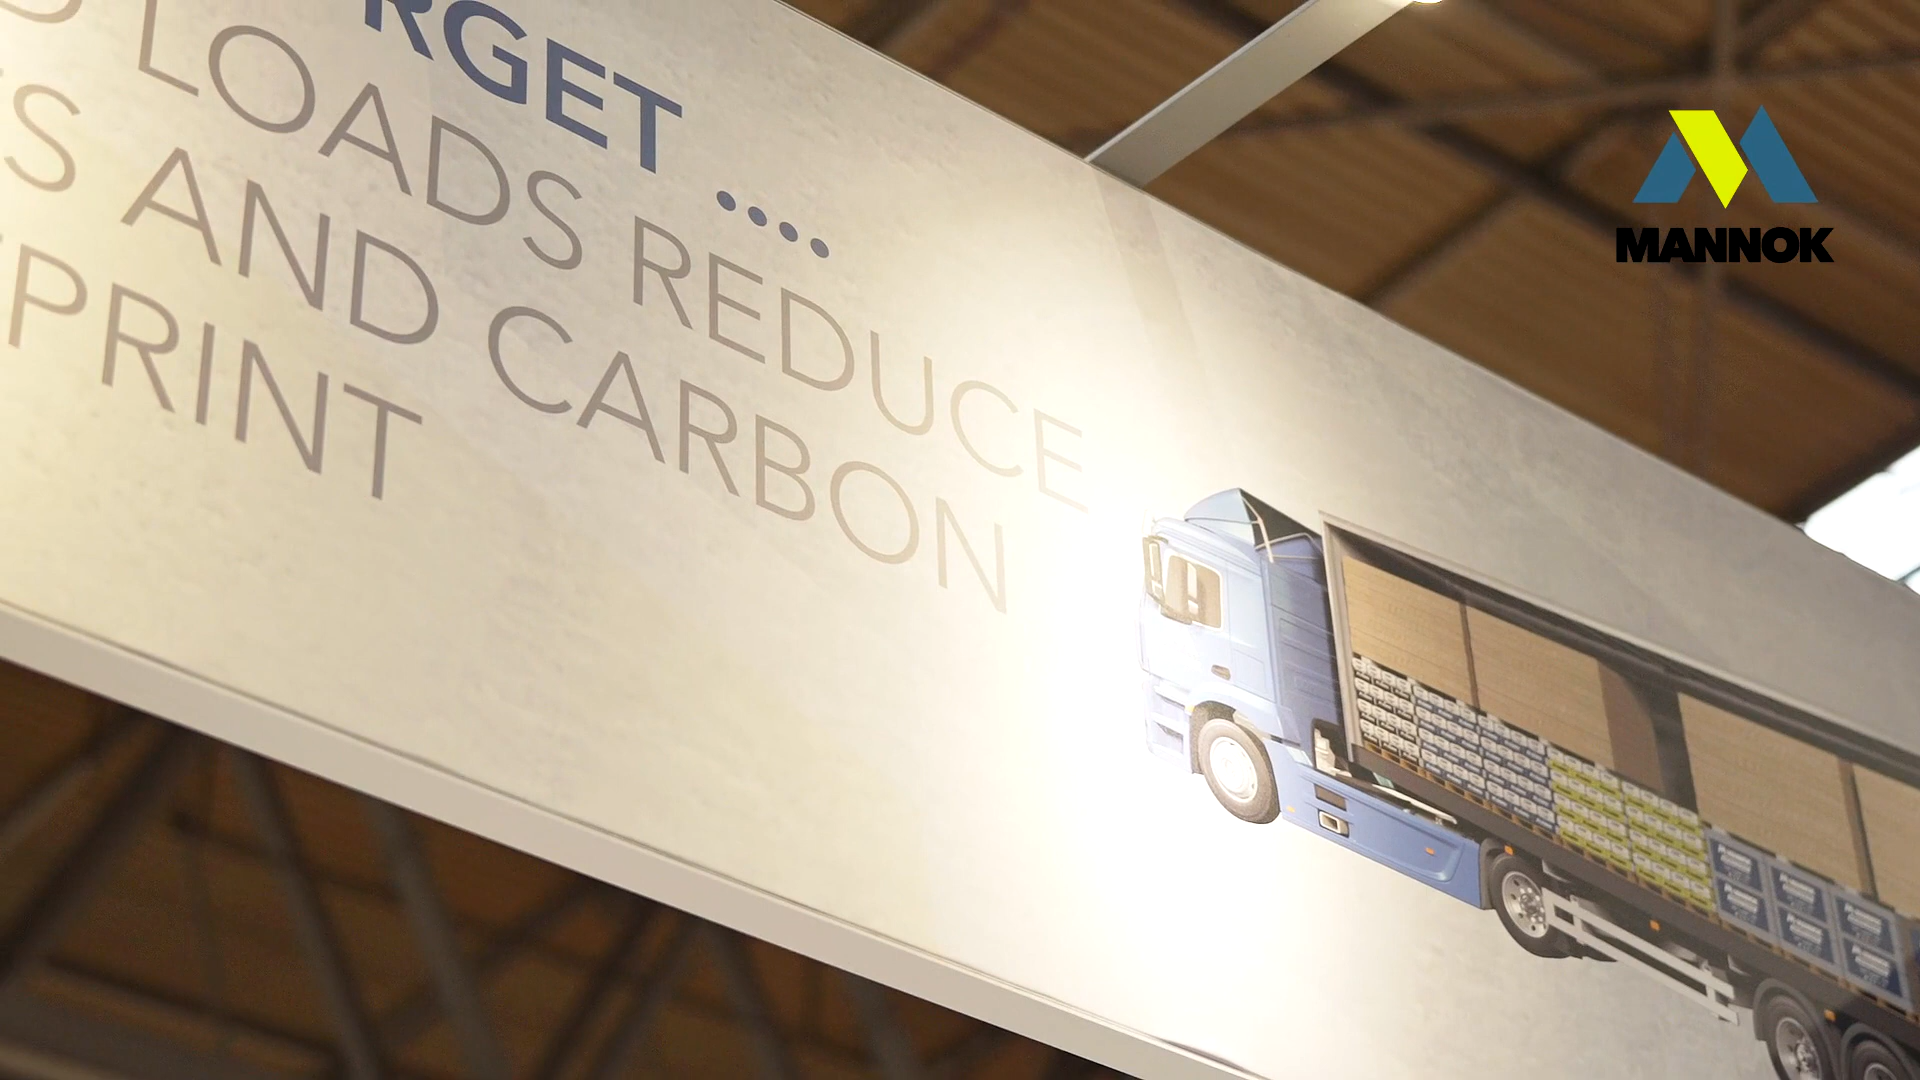 RGET ....
LOADS REDUCE
S AND CARBON
PRINT
MANNOK